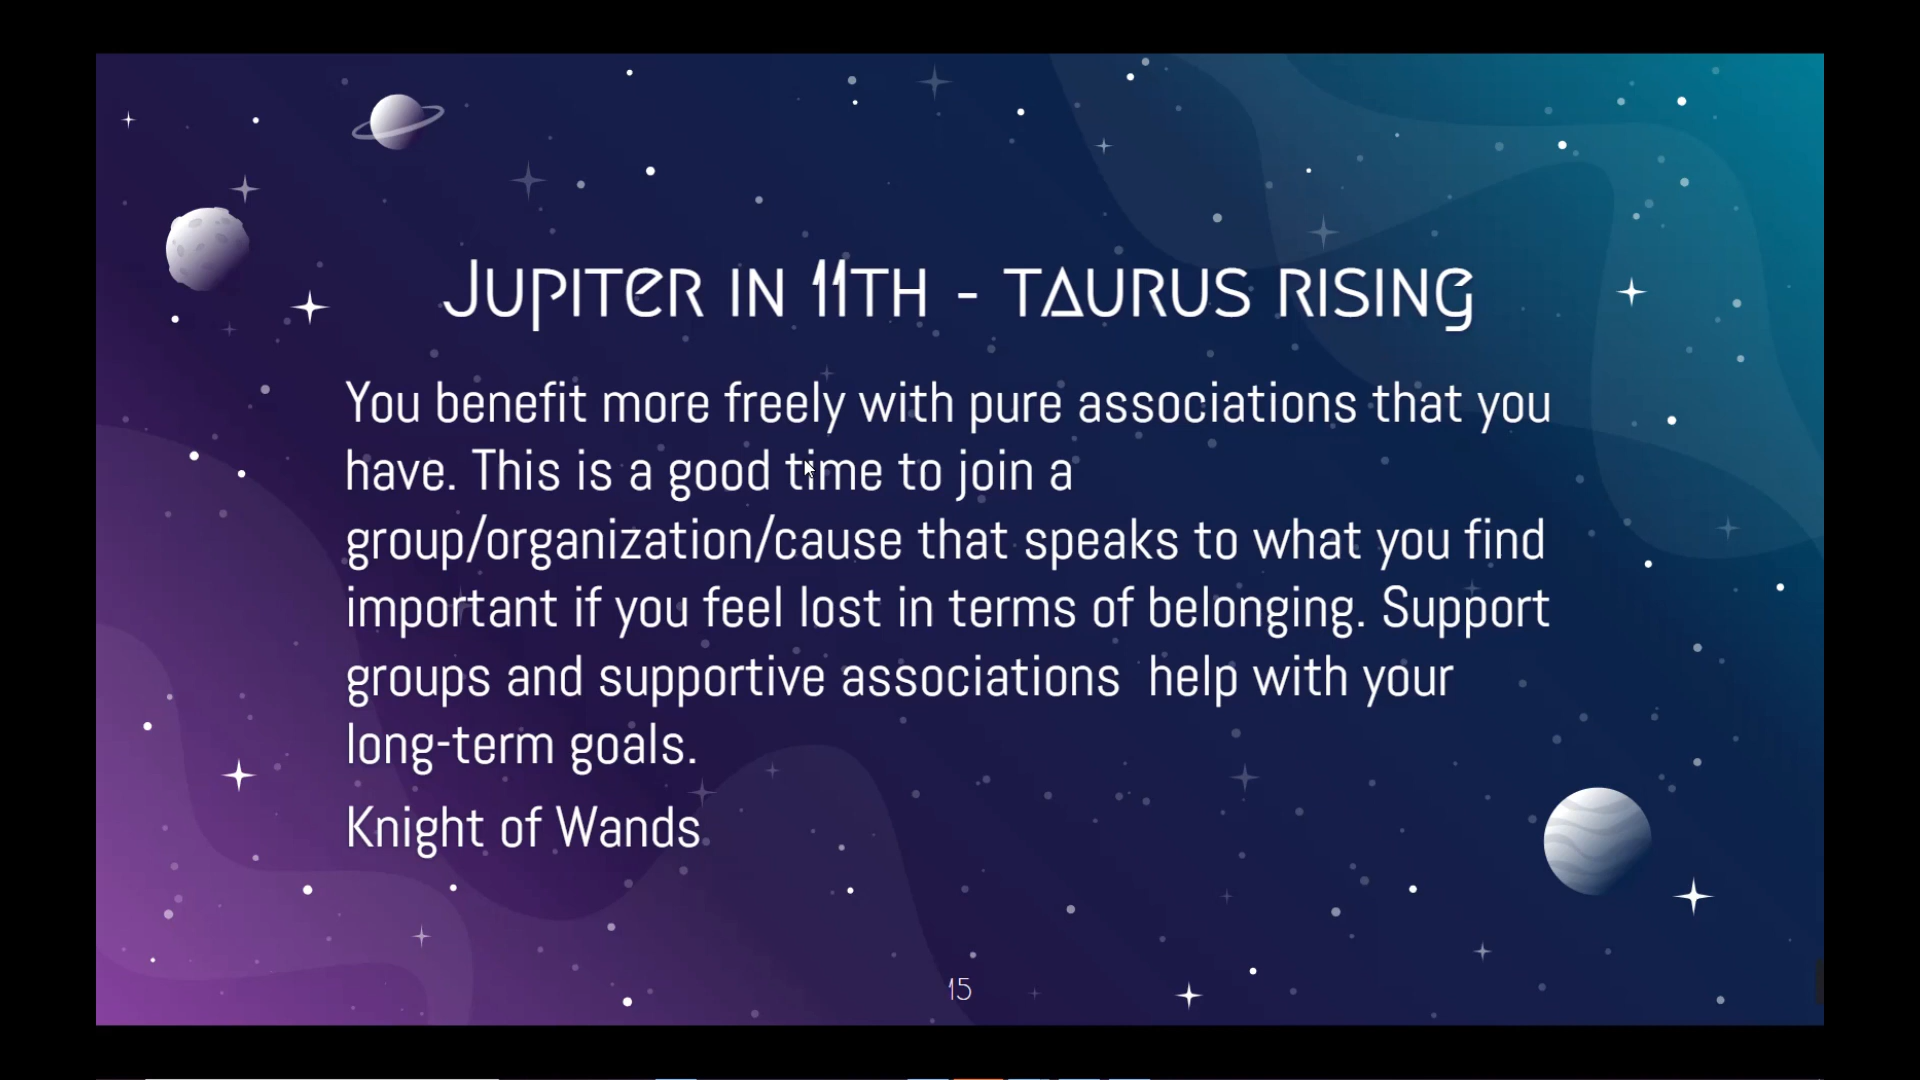 Jupiter in 11th - Taurus Rising
You benefit more freely with pure associations that you
have. This is a good time to join a
group/organization/cause that speaks to what you find
important if you feel lost in terms of belonging. Support
groups and supportive associations  help with your
long-term goals.
Knight of Wands
15